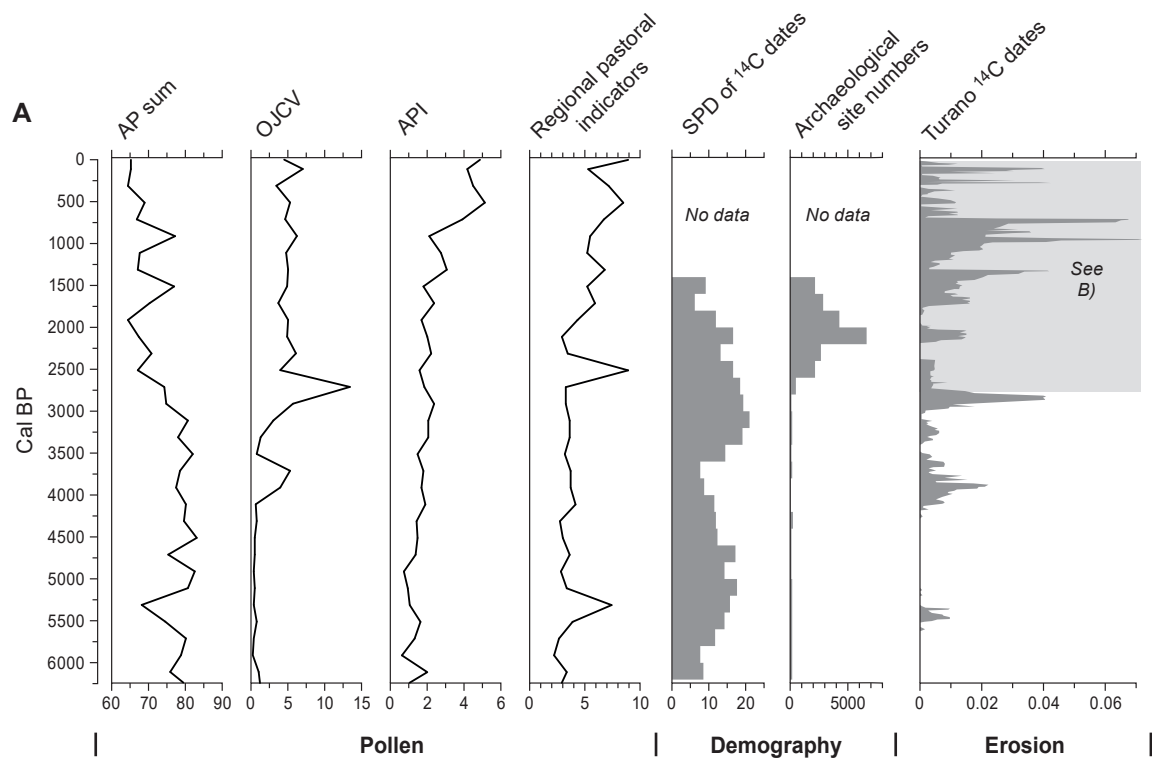 A
AP sum
OJCV
API
Regional pastoral
indicators
SPD of ¹⁴C dates
Archaeological
site numbers
Turano ¹⁴C dates
Cal BP
0
500
1000
1500
2000
2500
3000
3500
4000
4500
5000
5500
6000
No data
No data
See
B)
60 70 80 90
0 5 10 15
0 2 4 6
0 5 10
0 10 20
0 5000
0 0.02 0.04 0.06
Pollen
Demography
Erosion